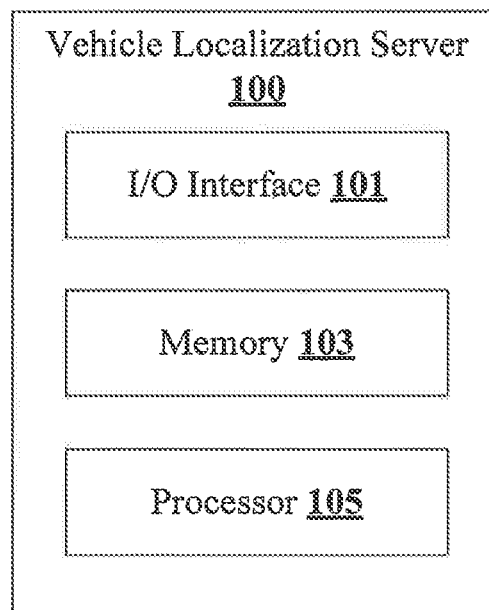 Vehicle Localization Server
100
I/O Interface 101
Memory 103
Processor 105